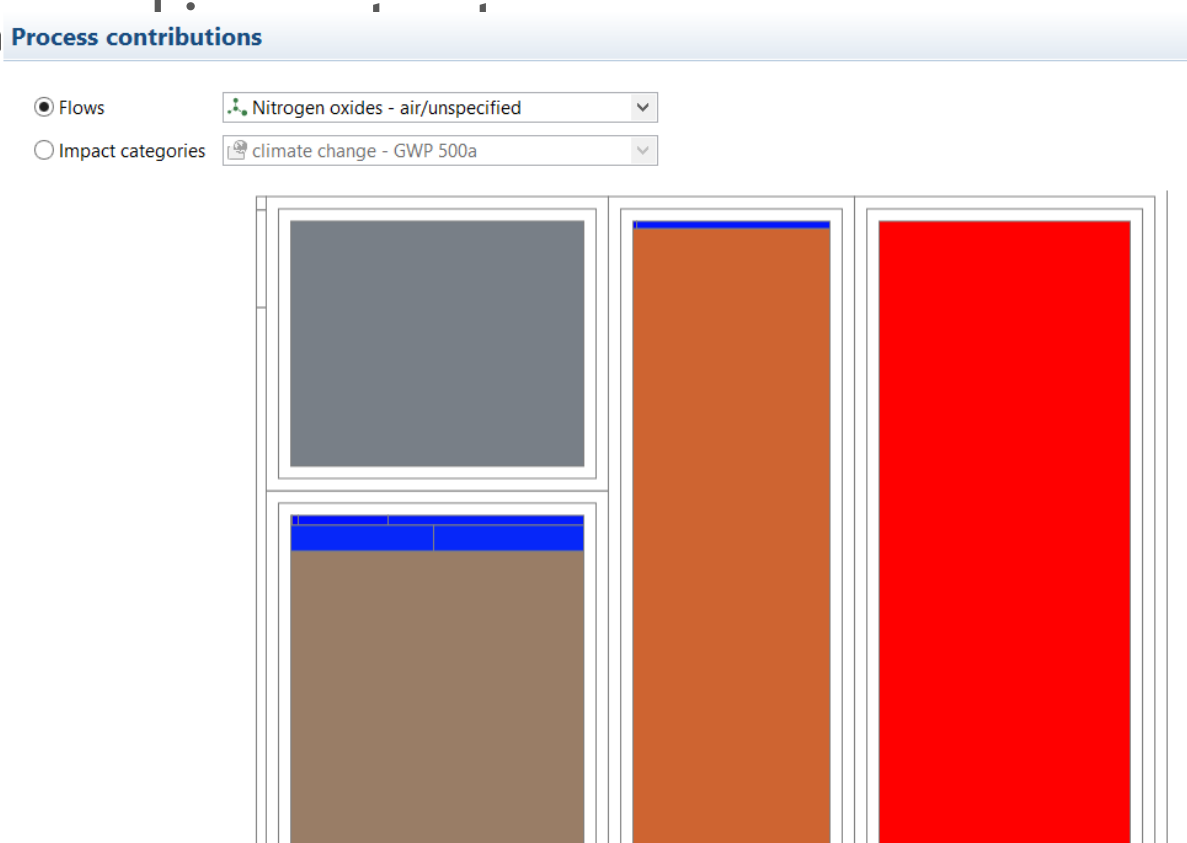 Process contributions
Flows
Nitrogen oxides - air/unspecified
Impact categories
climate change - GWP 500a